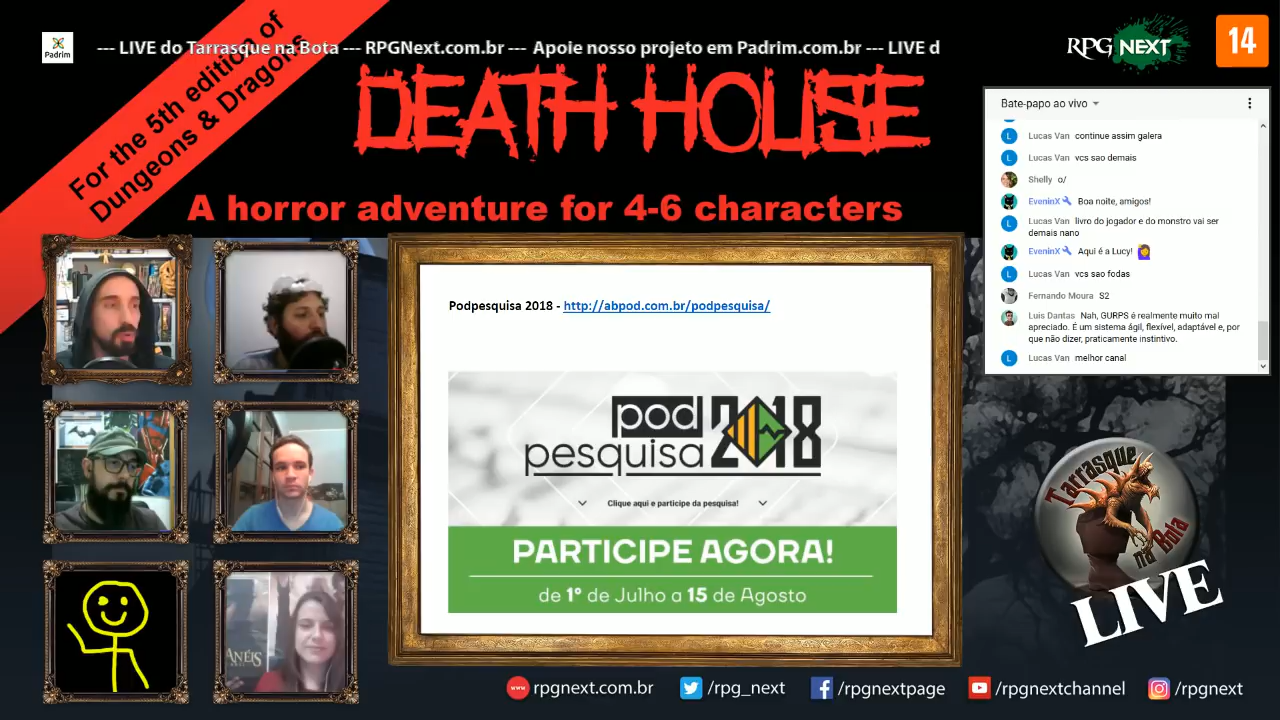 Padrim
--- LIVE do Tarrasque na Bota --- RPGNext.com.br --- Apoie nosso projeto em Padrim.com.br --- LIVE d
RPG NEXT
14
For the 5th edition of
Dungeons & Dragons
DEATH HOUSE
A horror adventure for 4-6 characters
Bate-papo ao vivo
L Lucas Van continue assim galera
L Lucas Van vcs sao demais
Shelly o/
EveninX Boa noite, amigos!
L Lucas Van livro do jogador e do monstro vai ser
demais nano
EveninX Aqui é a Lucy!
L Lucas Van vcs sao fodas
Fernando Moura S2
Luis Dantas Nah, GURPS é realmente muito mal
apreciado. É um sistema ágil, flexível, adaptável e, por
que não dizer, praticamente instintivo.
L Lucas Van melhor canal
Podpesquisa 2018 - http://abpod.com.br/podpesquisa/
pod
pesquisa 2018
Clique aqui e participe da pesquisa!
PARTICIPE AGORA!
de 1º de Julho a 15 de Agosto
ANÉIS
Tarrasque
na Bota
LIVE
www rpgnext.com.br
/rpg_next
/rpgnextpage
/rpgnextchannel
/rpgnext